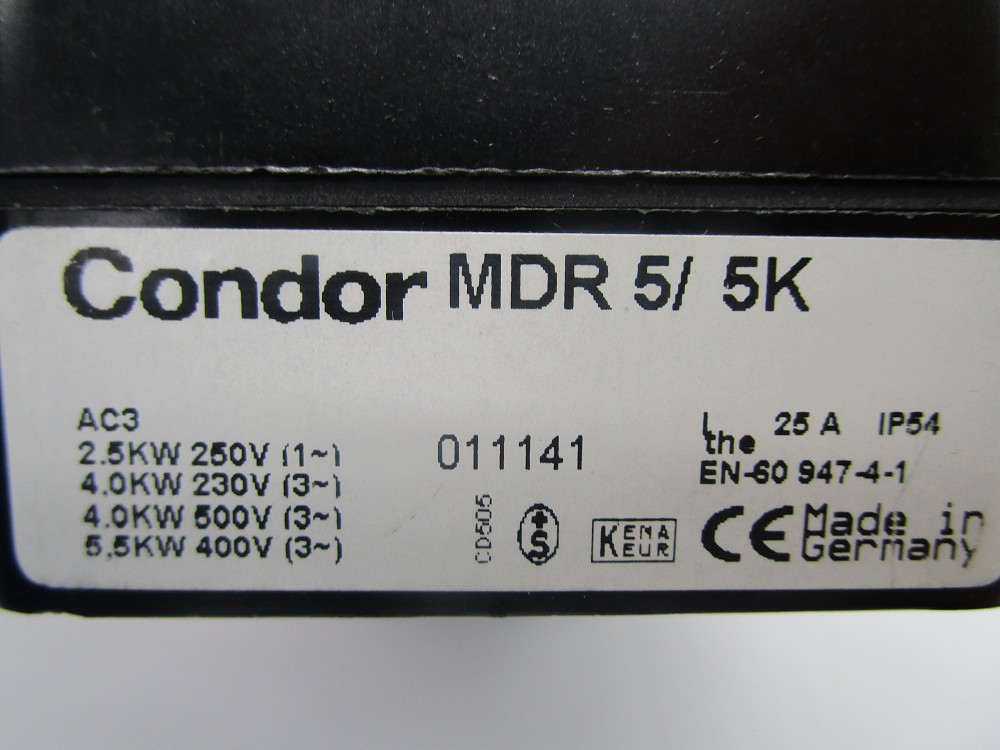 Condor MDR 5/ 5K
AC3
2.5KW 250V (1~)
4.0KW 230V (3~)
4.0KW 500V (3~)
5,5KW 400V (3~)
011141
CD505
+S
KEMA
KEUR
Ithe 25 A IP54
EN-60 947-4-1
CE Made in
Germany